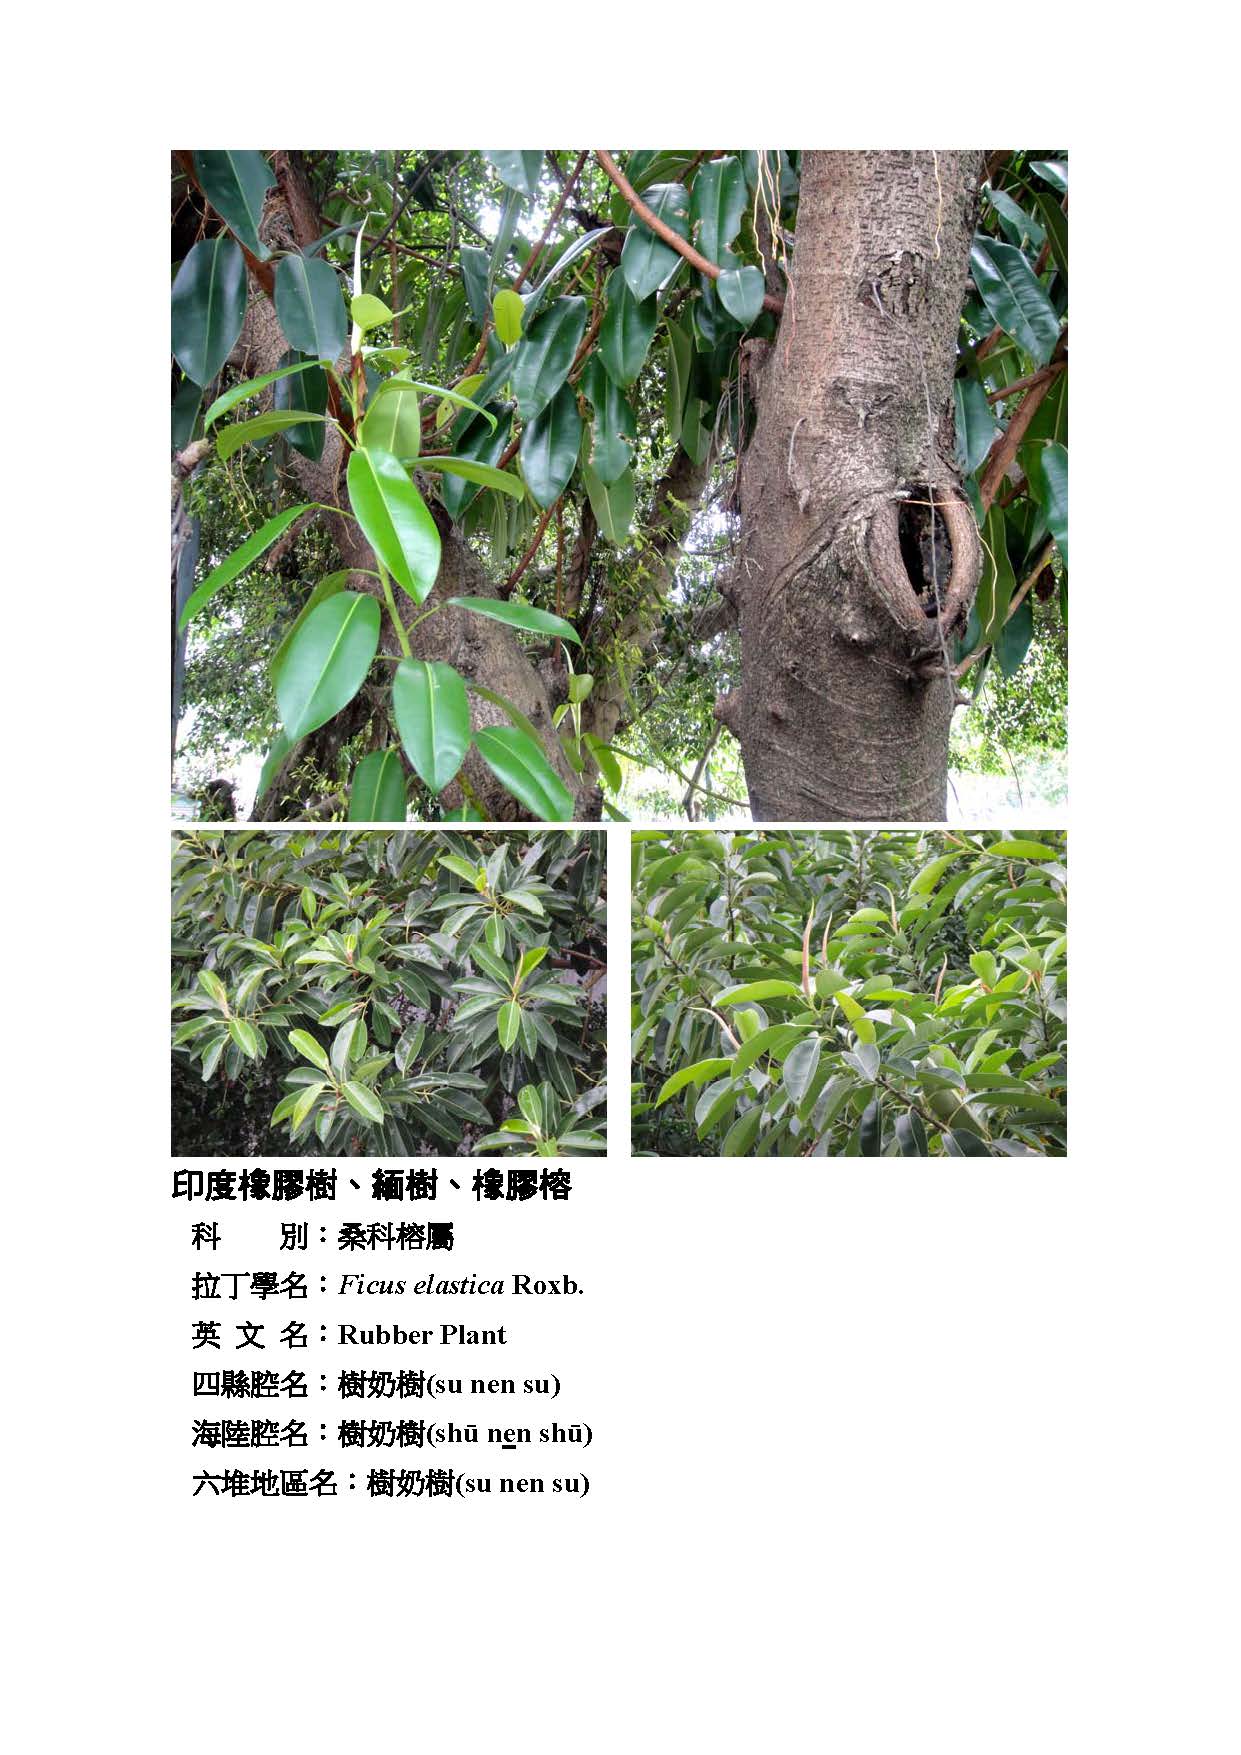 印度橡膠樹、緬樹、橡膠榕
科　　別：桑科榕屬
拉丁學名：Ficus elastica Roxb.
英 文 名：Rubber Plant
四縣腔名：樹奶樹(su nen su)
海陸腔名：樹奶樹(shū nen shū)
六堆地區名：樹奶樹(su nen su)